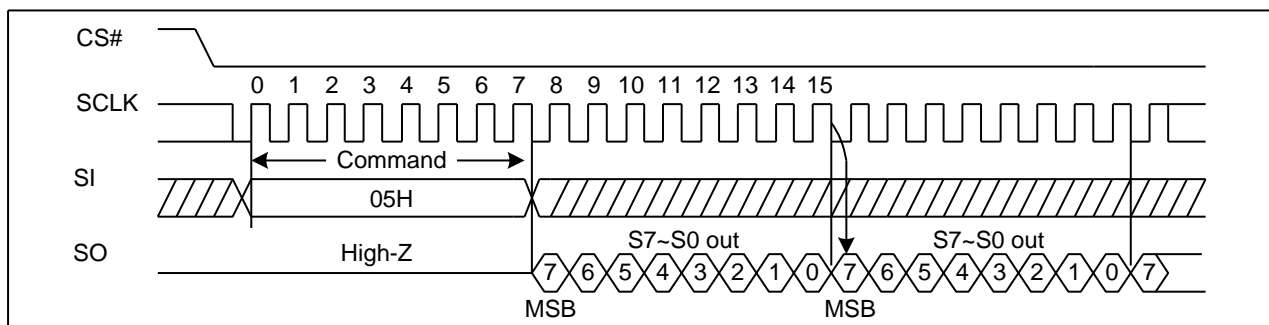 CS#
0 1 2 3 4 5 6 7 8 9 10 11 12 13 14 15
SCLK
Command
SI
05H
S7~S0 out S7~S0 out
SO High-Z
7 6 5 4 3 2 1 0 7 6 5 4 3 2 1 0 7
MSB MSB